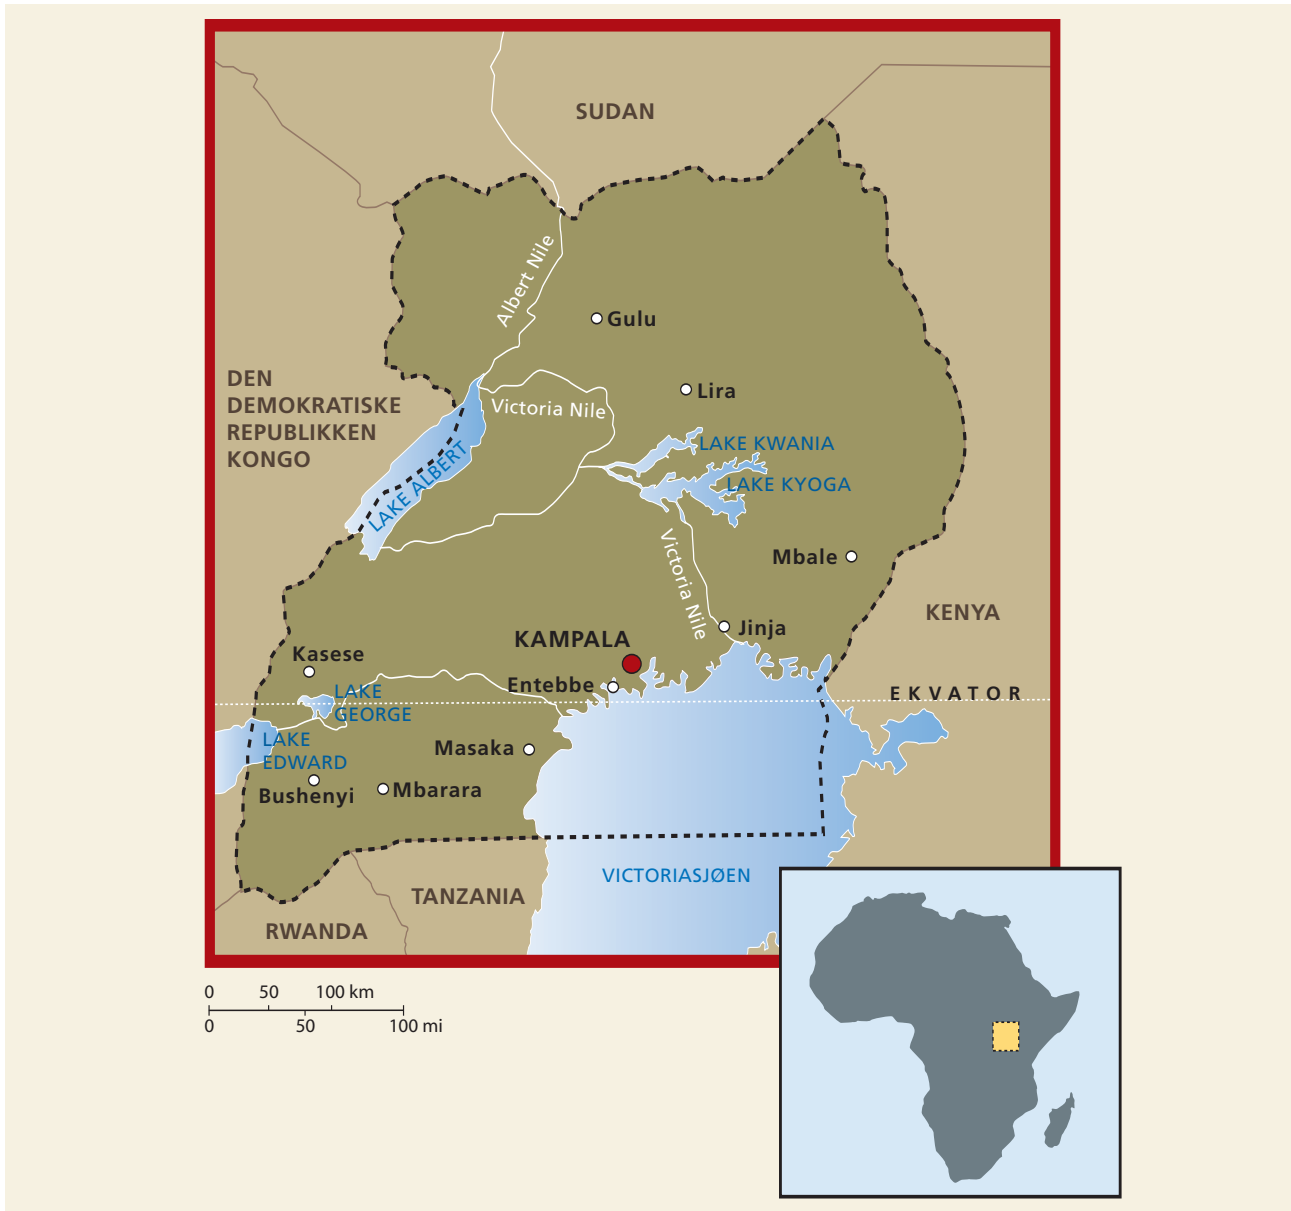 SUDAN
Albert Nile
Gulu
DEN
DEMOKRATISKE
REPUBLIKKEN
KONGO
Lira
Victoria Nile
LAKE KWANIA
LAKE ALBERT
LAKE KYOGA
Victoria Nile
Mbale
KENYA
Jinja
KAMPALA
Kasese
Entebbe
LAKE
GEORGE
EKVATOR
LAKE
EDWARD
Masaka
Bushenyi
Mbarara
VICTORIASJØEN
TANZANIA
RWANDA
0 50 100 km
0 50 100 mi